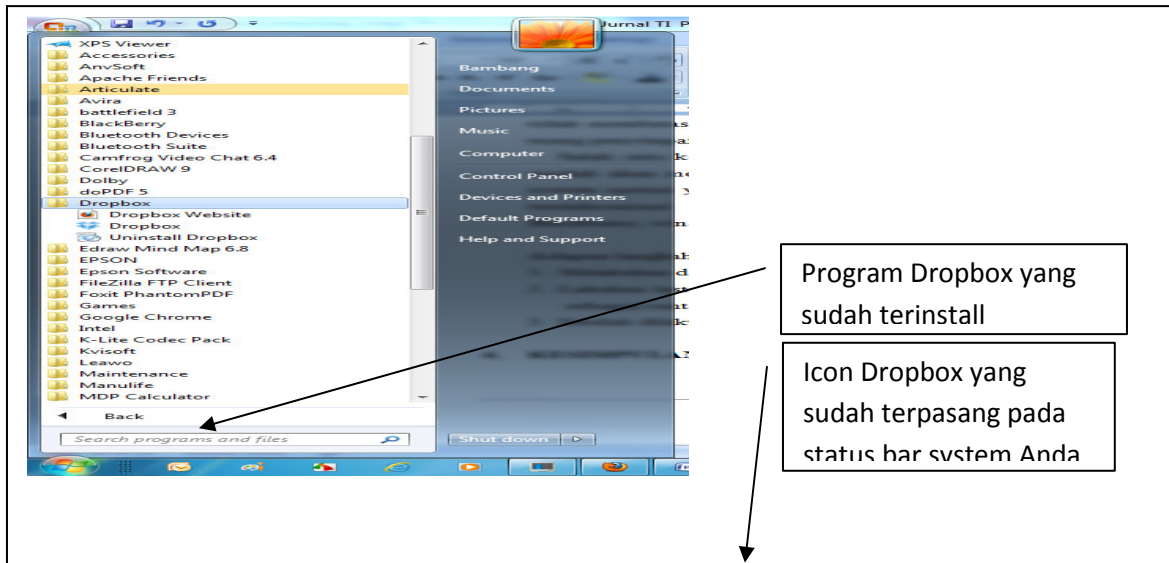 Jurnal TI P
XPS Viewer
Accessories
AnvSoft
Apache Friends
Articulate
Avira
battlefield 3
BlackBerry
Bluetooth Devices
Bluetooth Suite
Camfrog Video Chat 6.4
CorelDRAW 9
Dolby
doPDF 5
Dropbox
Dropbox Website
Dropbox
Uninstall Dropbox
Edraw Mind Map 6.8
EPSON
Epson Software
FileZilla FTP Client
Foxit PhantomPDF
Games
Google Chrome
Intel
K-Lite Codec Pack
Kvisoft
Leawo
Maintenance
Manulife
MDP Calculator
Back
Search programs and files
Bambang
Documents
Pictures
Music
Computer
Control Panel
Devices and Printers
Default Programs
Help and Support
Shut down
Program Dropbox yang
sudah terinstall
Icon Dropbox yang
sudah terpasang pada
status bar system Anda